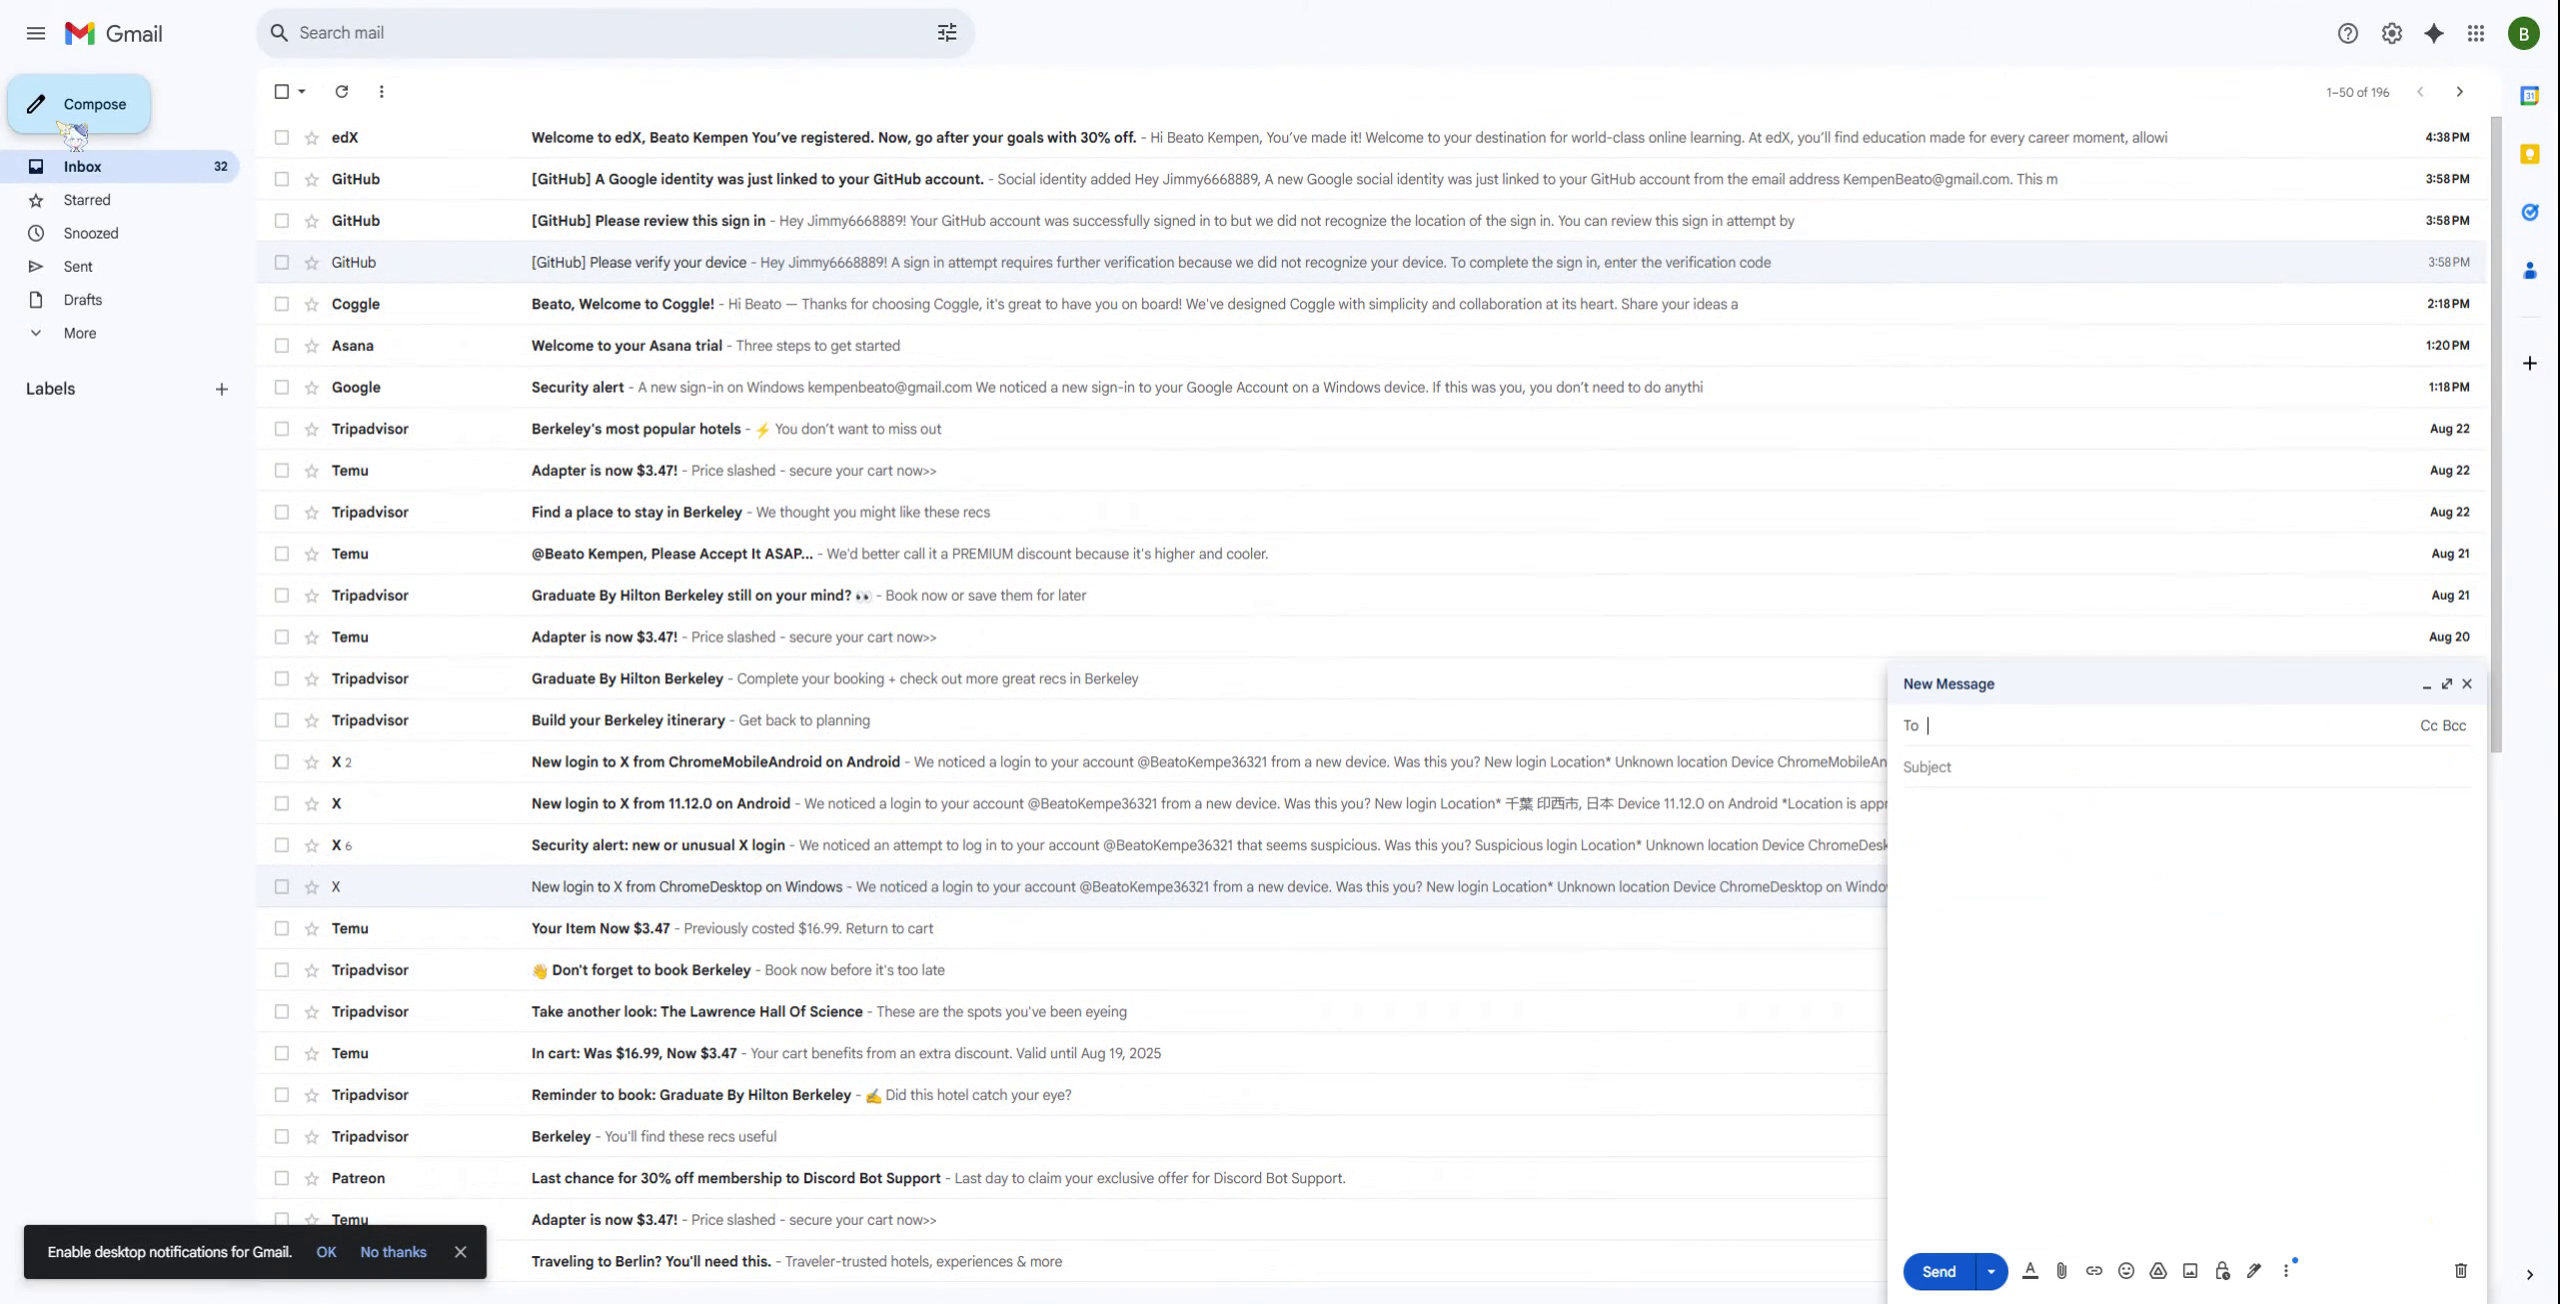 Gmail
Search mail
B
Compose
1–50 of 196
31
Inbox 32
Starred
Snoozed
Sent
Drafts
More
Labels
edX Welcome to edX, Beato Kempen You’ve registered. Now, go after your goals with 30% off. - Hi Beato Kempen, You’ve made it! Welcome to your destination for world-class online learning. At edX, you’ll find education made for every career moment, allowi 4:38 PM
GitHub [GitHub] A Google identity was just linked to your GitHub account. - Social identity added Hey Jimmy6668889, A new Google social identity was just linked to your GitHub account from the email address KempenBeato@gmail.com. This m 3:58 PM
GitHub [GitHub] Please review this sign in - Hey Jimmy6668889! Your GitHub account was successfully signed in to but we did not recognize the location of the sign in. You can review this sign in attempt by 3:58 PM
GitHub [GitHub] Please verify your device - Hey Jimmy6668889! A sign in attempt requires further verification because we did not recognize your device. To complete the sign in, enter the verification code 3:58 PM
Coggle Beato, Welcome to Coggle! - Hi Beato — Thanks for choosing Coggle, it's great to have you on board! We've designed Coggle with simplicity and collaboration at its heart. Share your ideas a 2:18 PM
Asana Welcome to your Asana trial - Three steps to get started 1:20 PM
Google Security alert - A new sign-in on Windows kempenbeato@gmail.com We noticed a new sign-in to your Google Account on a Windows device. If this was you, you don’t need to do anythi 1:18 PM
Tripadvisor Berkeley's most popular hotels - ⚡ You don’t want to miss out Aug 22
Temu Adapter is now $3.47! - Price slashed - secure your cart now>> Aug 22
Tripadvisor Find a place to stay in Berkeley - We thought you might like these recs Aug 22
Temu @Beato Kempen, Please Accept It ASAP... - We'd better call it a PREMIUM discount because it's higher and cooler. Aug 21
Tripadvisor Graduate By Hilton Berkeley still on your mind? 👀 - Book now or save them for later Aug 21
Temu Adapter is now $3.47! - Price slashed - secure your cart now>> Aug 20
Tripadvisor Graduate By Hilton Berkeley - Complete your booking + check out more great recs in Berkeley
Tripadvisor Build your Berkeley itinerary - Get back to planning
X 2 New login to X from ChromeMobileAndroid on Android - We noticed a login to your account @BeatoKempe36321 from a new device. Was this you? New login Location* Unknown location Device ChromeMobileAn
X New login to X from 11.12.0 on Android - We noticed a login to your account @BeatoKempe36321 from a new device. Was this you? New login Location* 千葉 印西市, 日本 Device 11.12.0 on Android *Location is appr
X 6 Security alert: new or unusual X login - We noticed an attempt to log in to your account @BeatoKempe36321 that seems suspicious. Was this you? Suspicious login Location* Unknown location Device ChromeDesk
X New login to X from ChromeDesktop on Windows - We noticed a login to your account @BeatoKempe36321 from a new device. Was this you? New login Location* Unknown location Device ChromeDesktop on Windo
Temu Your Item Now $3.47 - Previously costed $16.99. Return to cart
Tripadvisor 👋 Don't forget to book Berkeley - Book now before it's too late
Tripadvisor Take another look: The Lawrence Hall Of Science - These are the spots you've been eyeing
Temu In cart: Was $16.99, Now $3.47 - Your cart benefits from an extra discount. Valid until Aug 19, 2025
Tripadvisor Reminder to book: Graduate By Hilton Berkeley - ✍ Did this hotel catch your eye?
Tripadvisor Berkeley - You'll find these recs useful
Patreon Last chance for 30% off membership to Discord Bot Support - Last day to claim your exclusive offer for Discord Bot Support.
Temu Adapter is now $3.47! - Price slashed - secure your cart now>>
Traveling to Berlin? You'll need this. - Traveler-trusted hotels, experiences & more
Enable desktop notifications for Gmail. OK No thanks
New Message
To Cc Bcc
Subject
Send